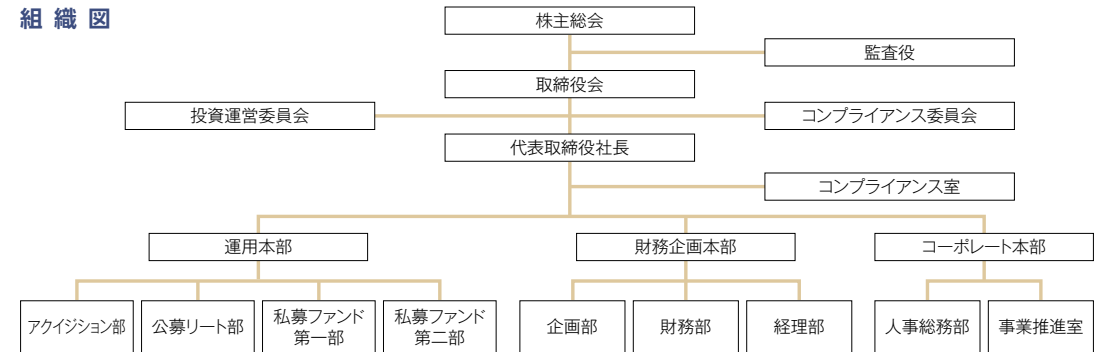 組織図
株主総会
監査役
取締役会
投資運営委員会
コンプライアンス委員会
代表取締役社長
コンプライアンス室
運用本部
財務企画本部
コーポレート本部
アクイジション部
公募リート部
私募ファンド
第一部
私募ファンド
第二部
企画部
財務部
経理部
人事総務部
事業推進室